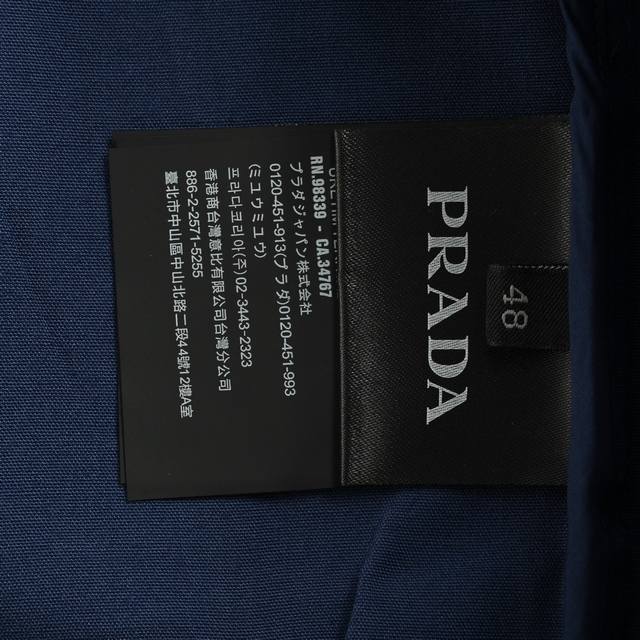 PRADA
48
RN.98339 - CA.34767
プラダジャパン株式会社
0120-451-913(プラダ)0120-451-993
(ミュウミュウ)
프라다코리아(주)02-3443-2323
香港商台灣意比有限公司台灣分公司
886-2-2571-5255
臺北市中山區中山北路二段44號12樓A室